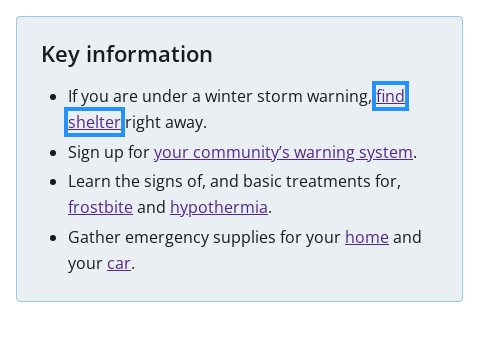 Key information
If you are under a winter storm warning, find
shelter right away.
Sign up for your community’s warning system.
Learn the signs of, and basic treatments for,
frostbite and hypothermia.
Gather emergency supplies for your home and
your car.